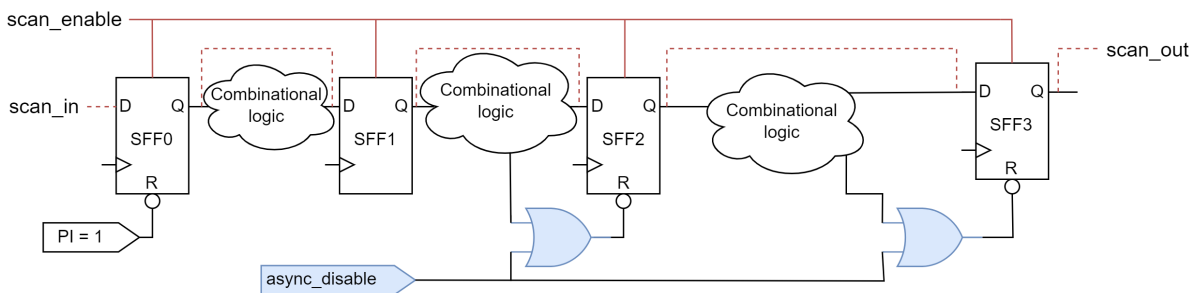 scan_enable
scan_out
scan_in
D
Q
SFF0
R
Combinational
logic
D
Q
SFF1
Combinational
logic
D
Q
SFF2
R
Combinational
logic
D
Q
SFF3
R
PI = 1
async_disable